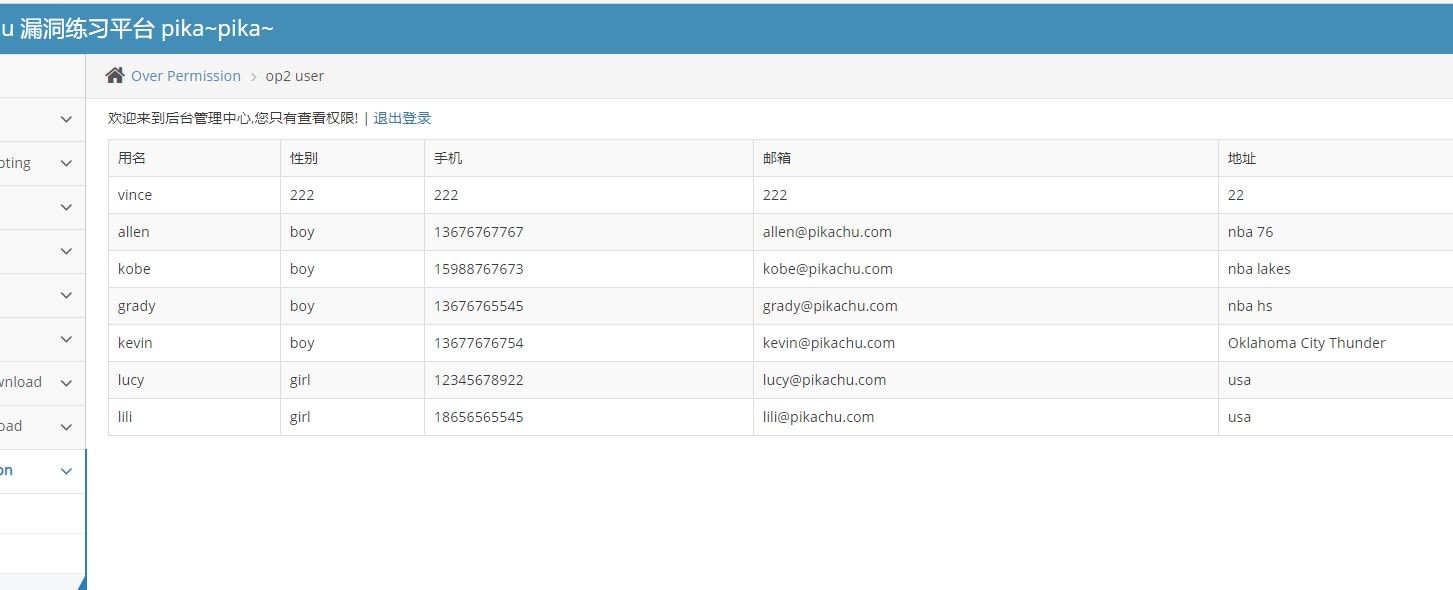 u 漏洞练习平台 pika~pika~
Over Permission > op2 user
欢迎来到后台管理中心,您只有查看权限! | 退出登录
用名 性别 手机 邮箱 地址
vince 222 222 222 22
allen boy 13676767767 allen@pikachu.com nba 76
kobe boy 15988767673 kobe@pikachu.com nba lakes
grady boy 13676765545 grady@pikachu.com nba hs
kevin boy 13677676754 kevin@pikachu.com Oklahoma City Thunder
lucy girl 12345678922 lucy@pikachu.com usa
lili girl 18656565545 lili@pikachu.com usa
pting
wnload
oad
on